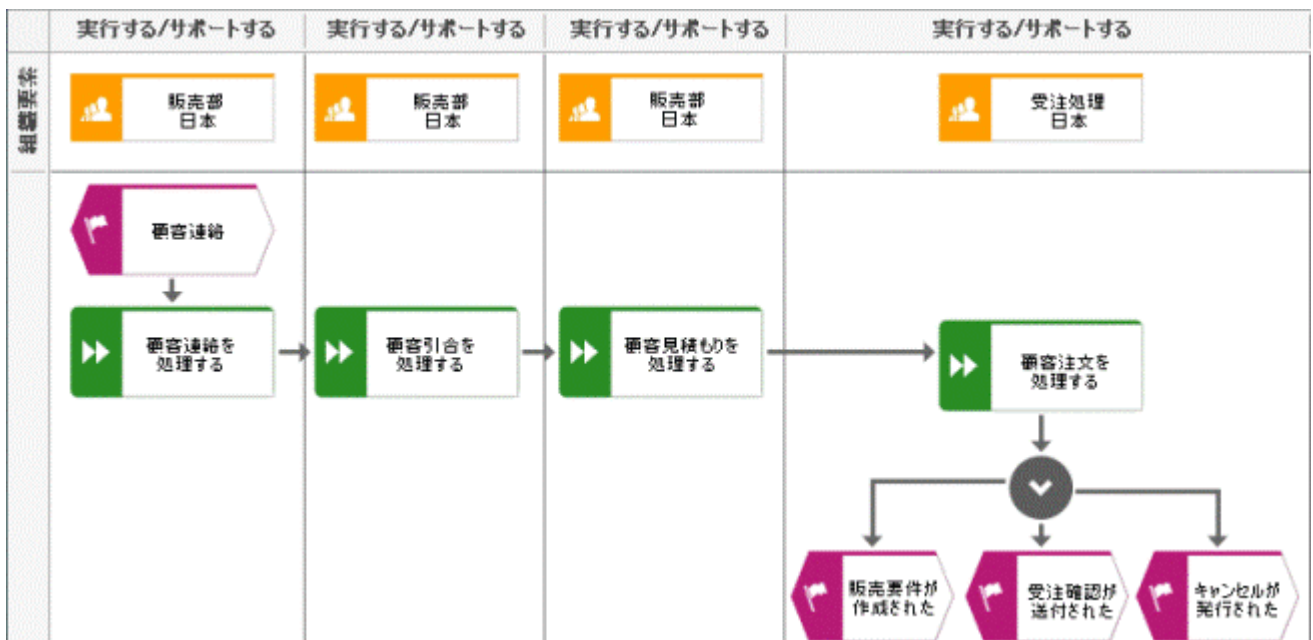 実行する/サポートする
実行する/サポートする
実行する/サポートする
実行する/サポートする
組織要素
販売部
日本
販売部
日本
販売部
日本
受注処理
日本
顧客連絡
顧客連絡を
処理する
顧客引合を
処理する
顧客見積もりを
処理する
顧客注文を
処理する
販売要件が
作成された
受注確認が
送付された
キャンセルが
発行された